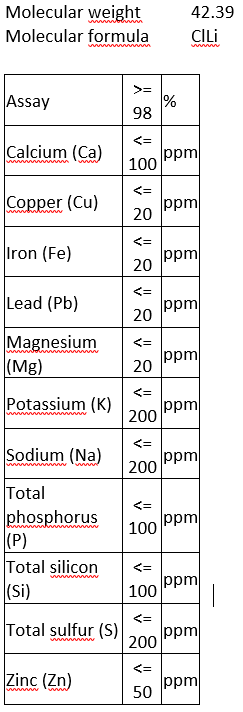 Molecular weight 42.39
Molecular formula ClLi
Assay >= 98 %
Calcium (Ca) <= 100 ppm
Copper (Cu) <= 20 ppm
Iron (Fe) <= 20 ppm
Lead (Pb) <= 20 ppm
Magnesium (Mg) <= 20 ppm
Potassium (K) <= 200 ppm
Sodium (Na) <= 200 ppm
Total phosphorus (P) <= 100 ppm
Total silicon (Si) <= 100 ppm
Total sulfur (S) <= 200 ppm
Zinc (Zn) <= 50 ppm